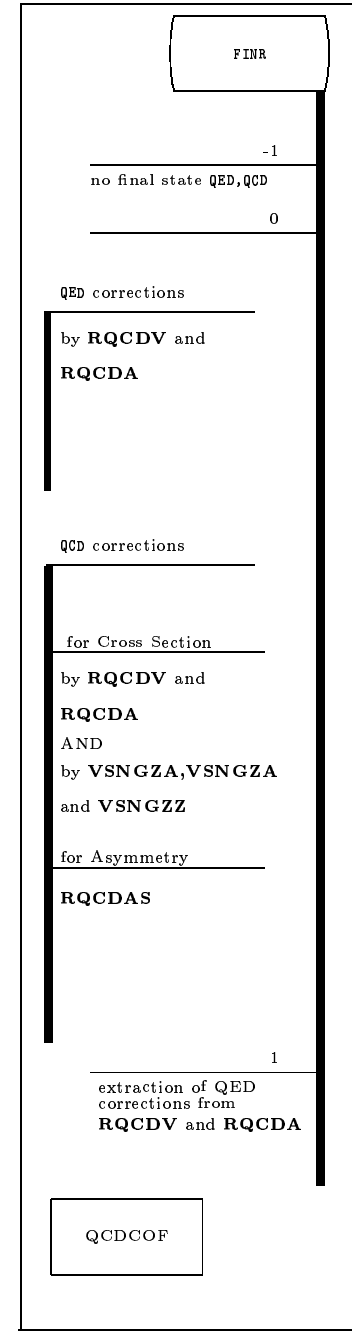 FINR
-1
no final state QED,QCD
0
QED corrections
by RQCDV and
RQCDA
QCD corrections
for Cross Section
by RQCDV and
RQCDA
AND
by VSNGZA,VSNGZA
and VSNGZZ
for Asymmetry
RQCDAS
1
extraction of QED
corrections from
RQCDV and RQCDA
QCDCOF